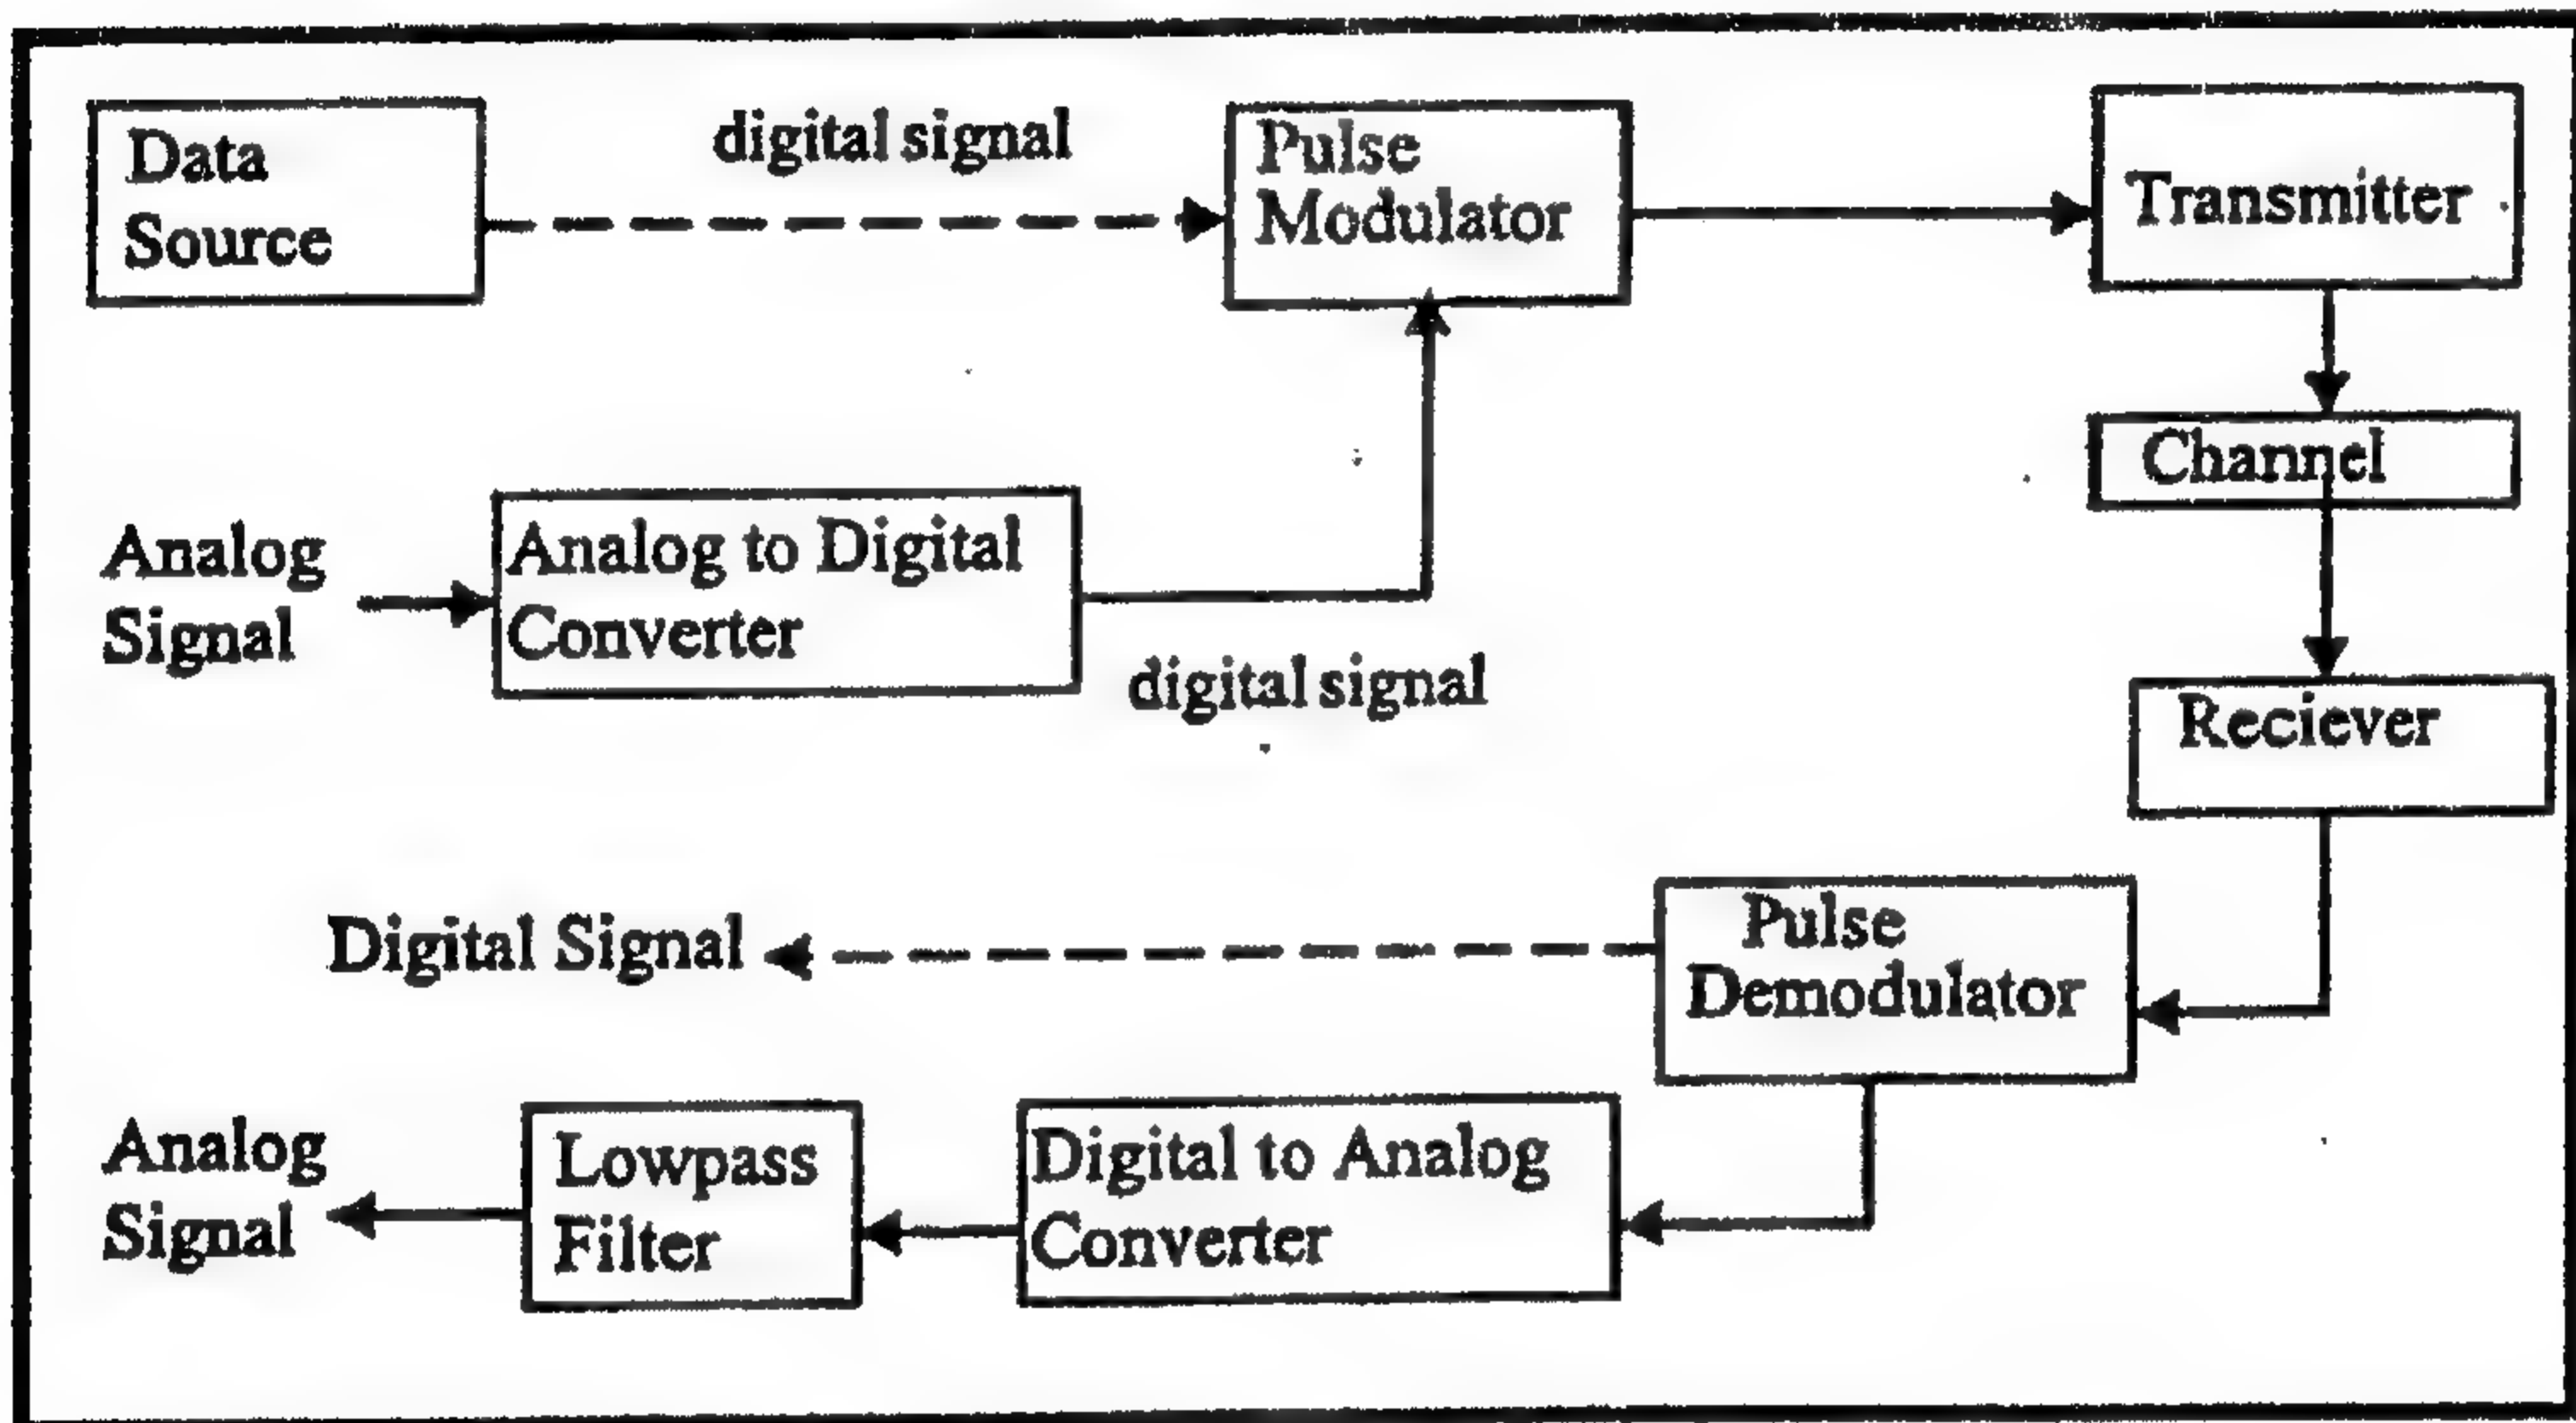 Data
Source
digital signal
Pulse
Modulator
Transmitter
Channel
Analog
Signal
Analog to Digital
Converter
digital signal
Reciever
Digital Signal
Pulse
Demodulator
Analog
Signal
Lowpass
Filter
Digital to Analog
Converter